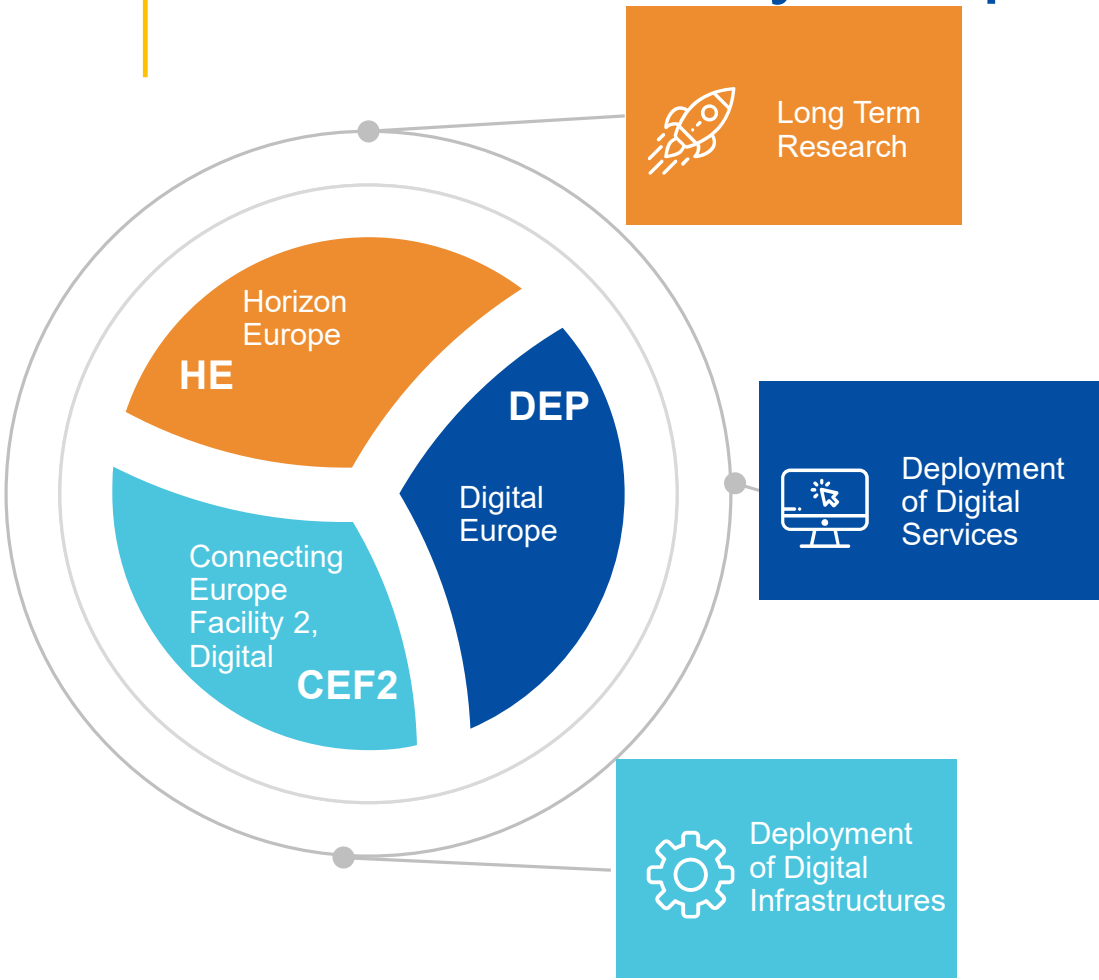 Long Term
Research
Horizon
Europe
HE
DEP
Digital
Europe
Deployment
of Digital
Services
Connecting
Europe
Facility 2,
Digital
CEF2
Deployment
of Digital
Infrastructures